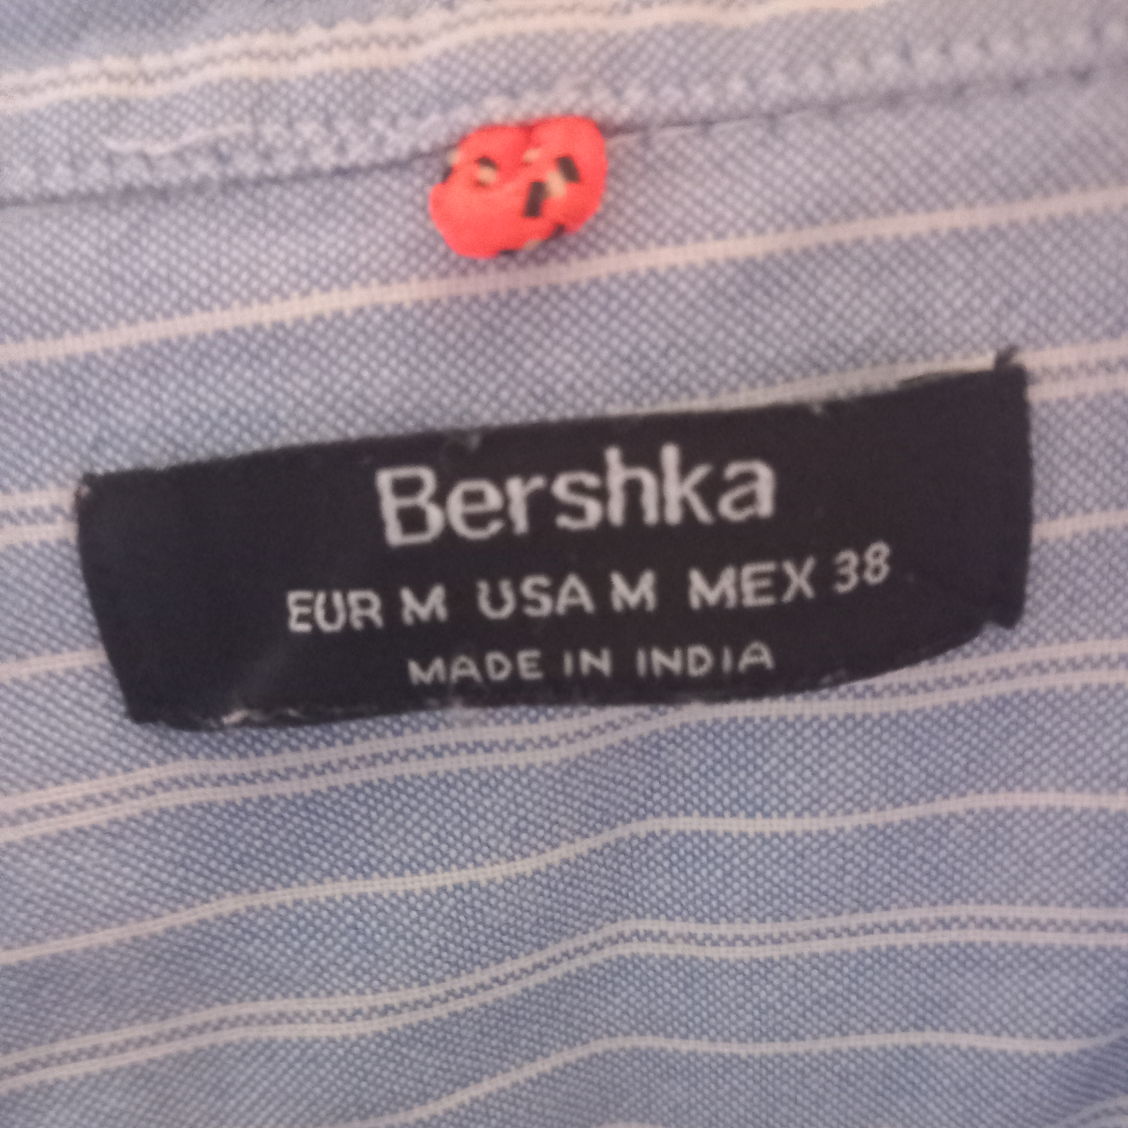 Bershka
EUR M USA M MEX 38
MADE IN INDIA